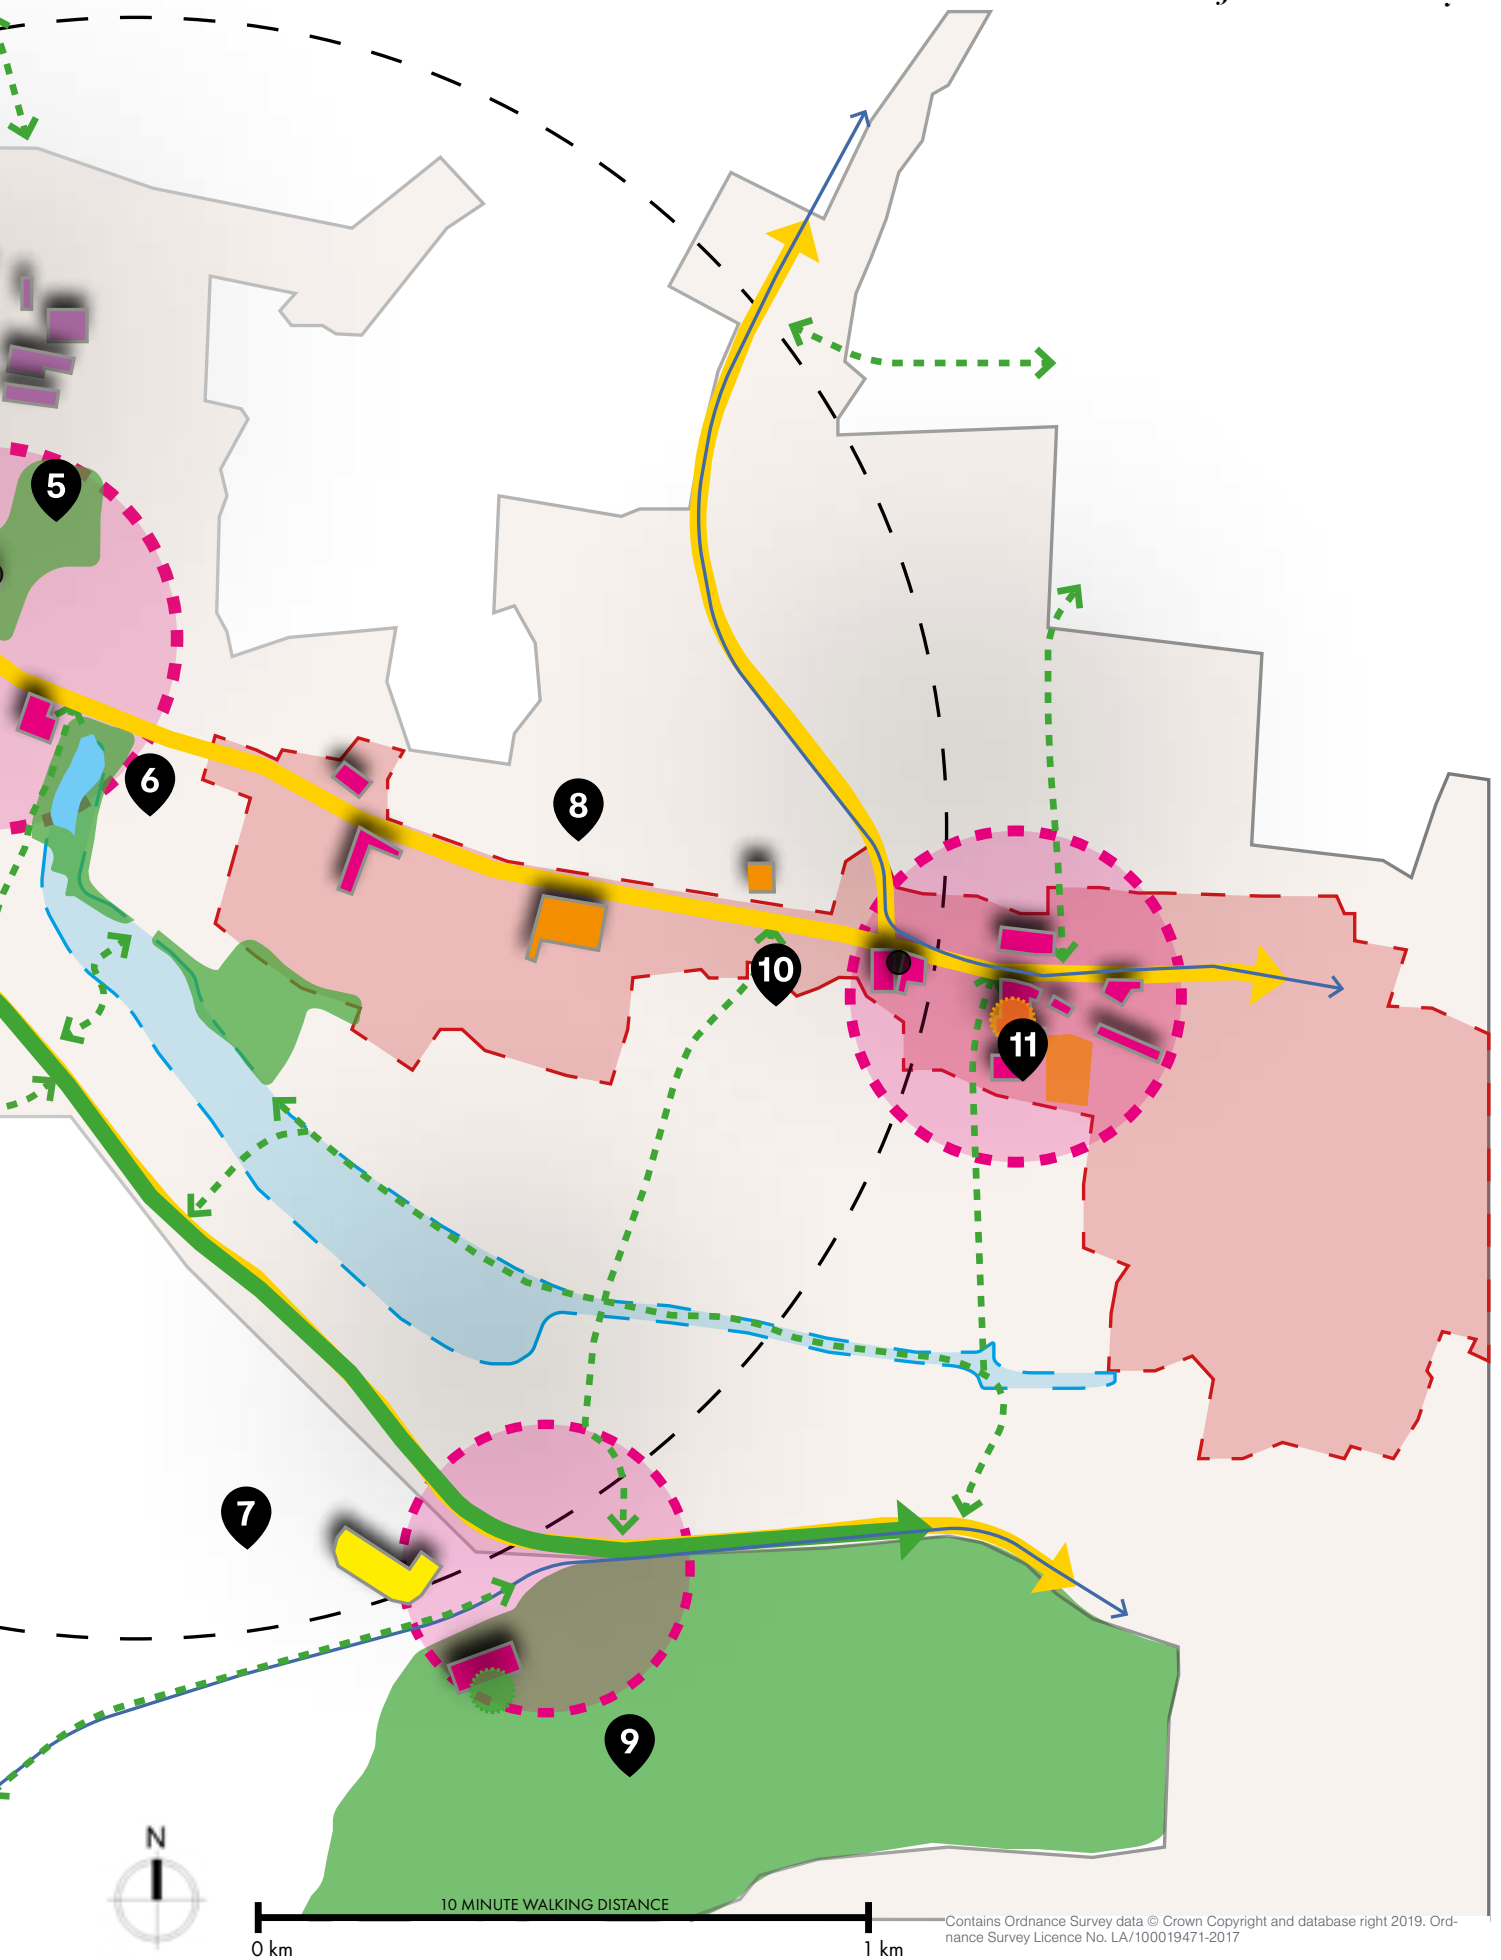 5
6
8
10
11
7
9
N
10 MINUTE WALKING DISTANCE
0 km
1 km
Contains Ordnance Survey data © Crown Copyright and database right 2019. Ord-
nance Survey Licence No. LA/100019471-2017